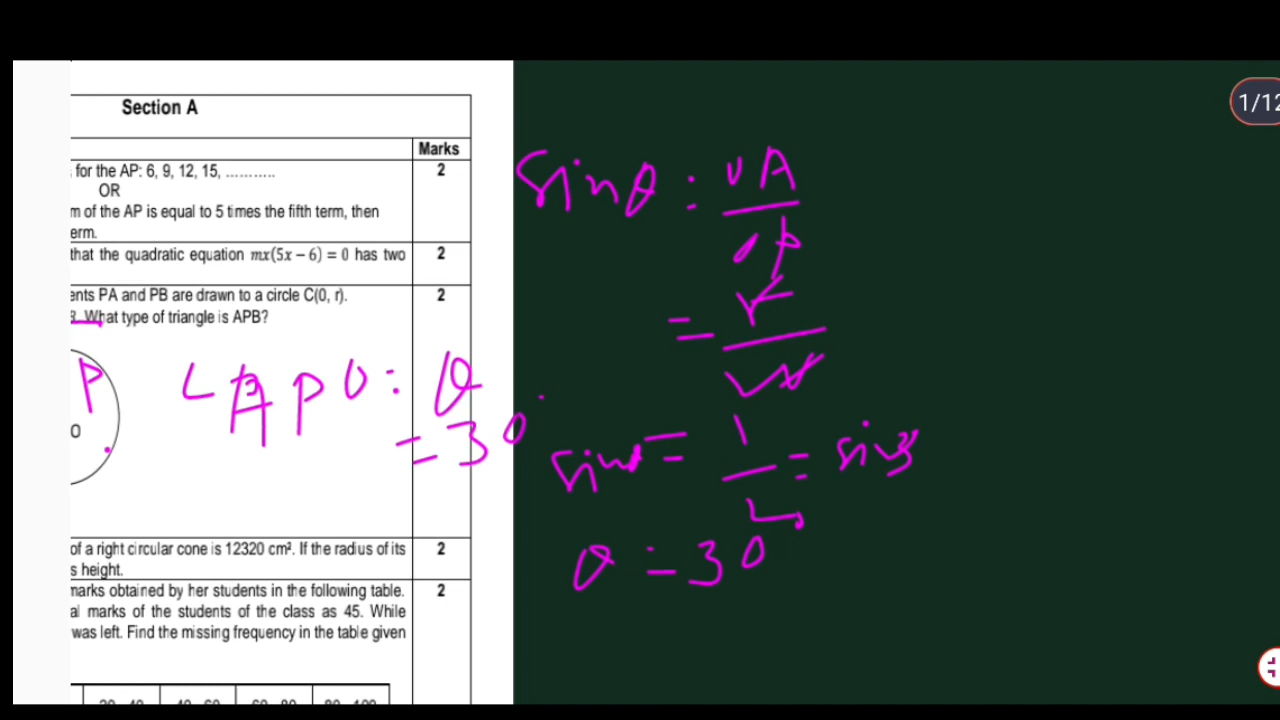 Section A
Marks
for the AP: 6, 9, 12, 15, ...........
2
OR
m of the AP is equal to 5 times the fifth term, then
erm.
that the quadratic equation mx(5x – 6) = 0 has two
2
ents PA and PB are drawn to a circle C(0, r).
2
What type of triangle is APB?
P
O
∠APO: θ
= 30°
sinθ : OA
OP
= r
sinθ = 1
2
= sin3
θ = 30
of a right circular cone is 12320 cm². If the radius of its
2
s height.
marks obtained by her students in the following table.
2
al marks of the students of the class as 45. While
was left. Find the missing frequency in the table given
1/12